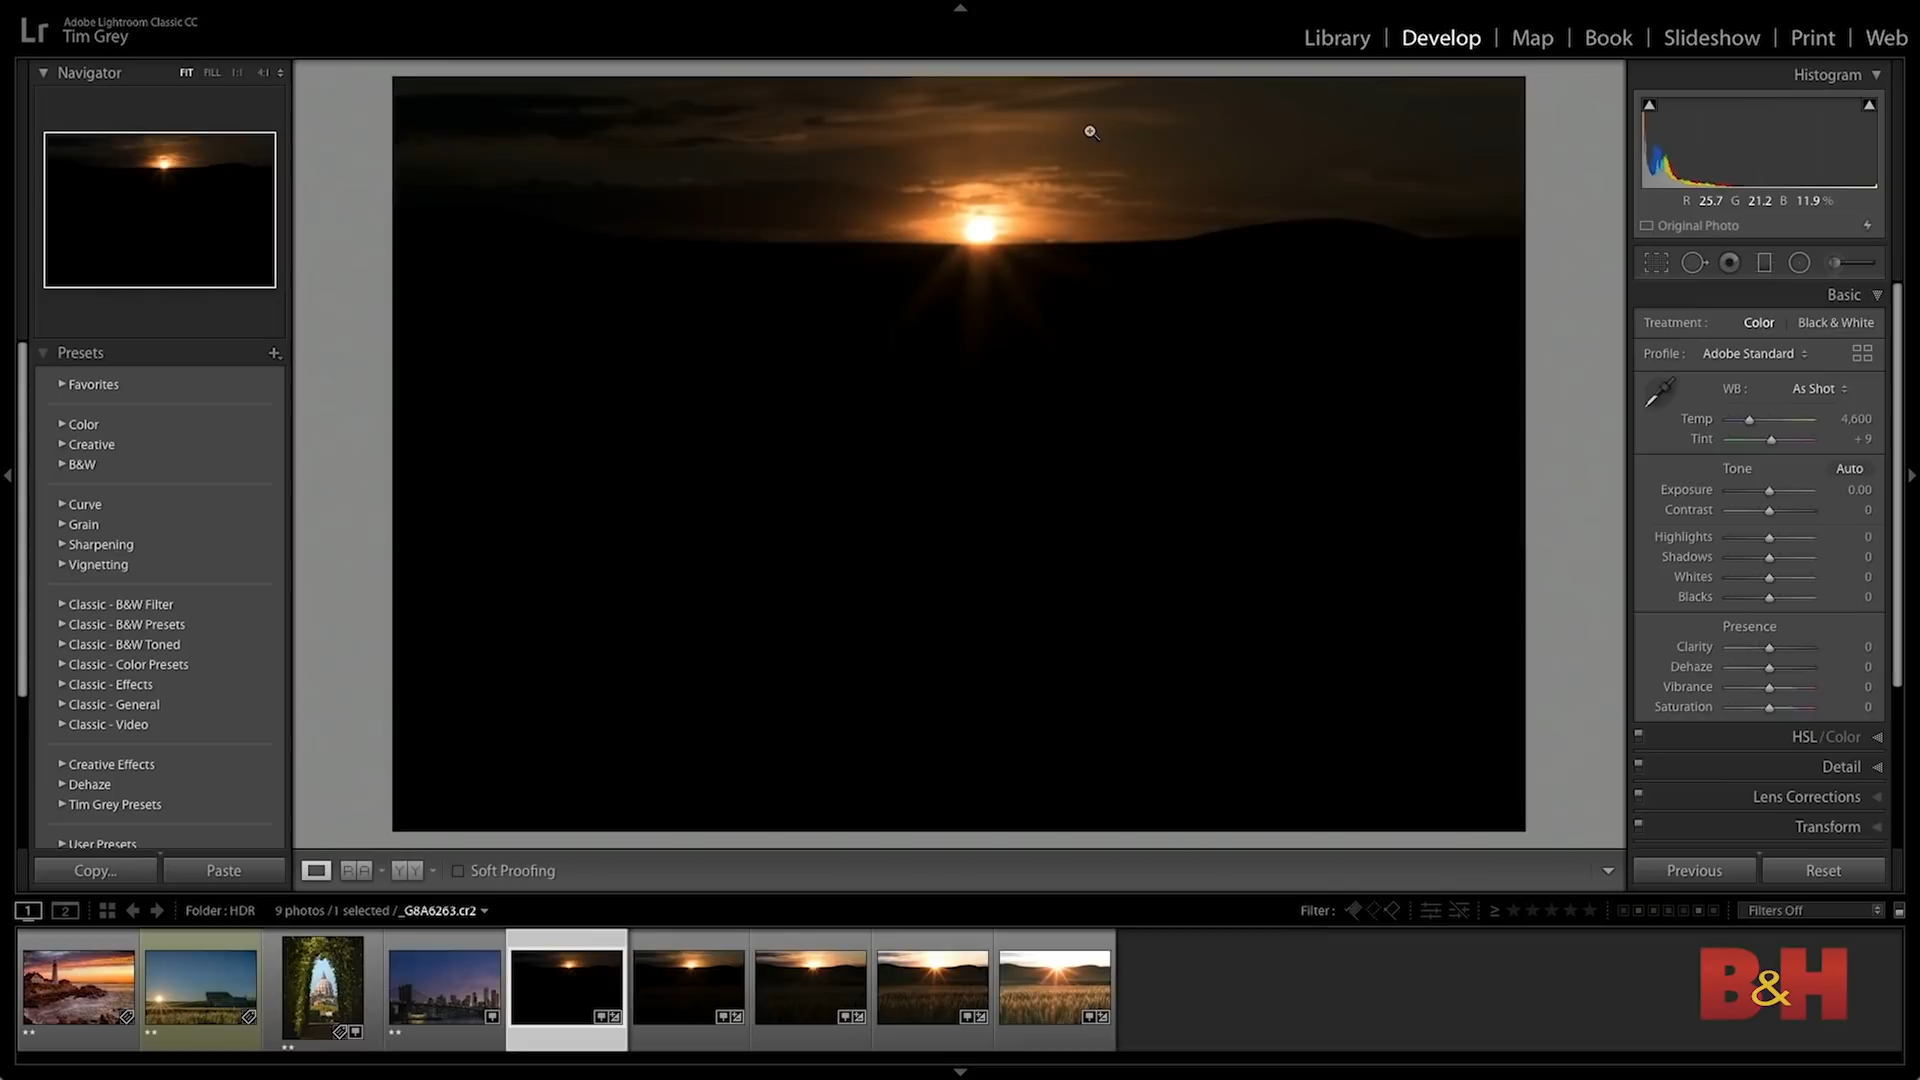 Lr
Adobe Lightroom Classic CC
Tim Grey
Library | Develop | Map | Book | Slideshow | Print | Web
Navigator FIT FILL 1:1 4:1
Histogram
R 25.7 G 21.2 B 11.9 %
Original Photo
Basic
Treatment : Color Black & White
Profile : Adobe Standard
WB : As Shot
Temp 4,600
Tint + 9
Tone Auto
Exposure 0.00
Contrast 0
Highlights 0
Shadows 0
Whites 0
Blacks 0
Presence
Clarity 0
Dehaze 0
Vibrance 0
Saturation 0
HSL / Color
Detail
Lens Corrections
Transform
Previous Reset
Presets +
Favorites
Color
Creative
B&W
Curve
Grain
Sharpening
Vignetting
Classic - B&W Filter
Classic - B&W Presets
Classic - B&W Toned
Classic - Color Presets
Classic - Effects
Classic - General
Classic - Video
Creative Effects
Dehaze
Tim Grey Presets
User Presets
Copy... Paste
R A Y Y Soft Proofing
1 2 Folder : HDR 9 photos / 1 selected / _G8A6263.cr2
Filter : ≥ Filters Off
B&H